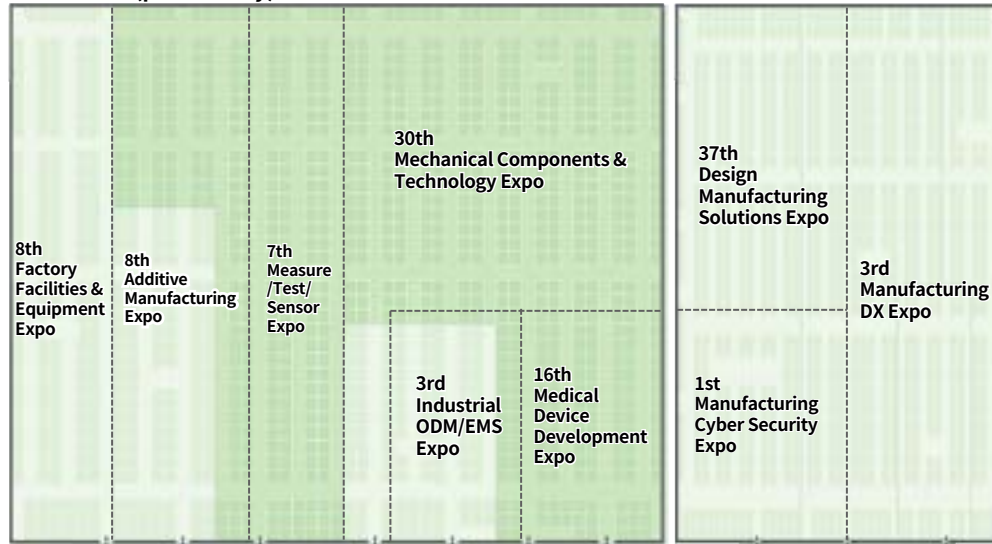 8th
Factory
Facilities &
Equipment
Expo
8th
Additive
Manufacturing
Expo
7th
Measure
/Test/
Sensor
Expo
30th
Mechanical Components &
Technology Expo
3rd
Industrial
ODM/EMS
Expo
16th
Medical
Device
Development
Expo
37th
Design
Manufacturing
Solutions Expo
1st
Manufacturing
Cyber Security
Expo
3rd
Manufacturing
DX Expo